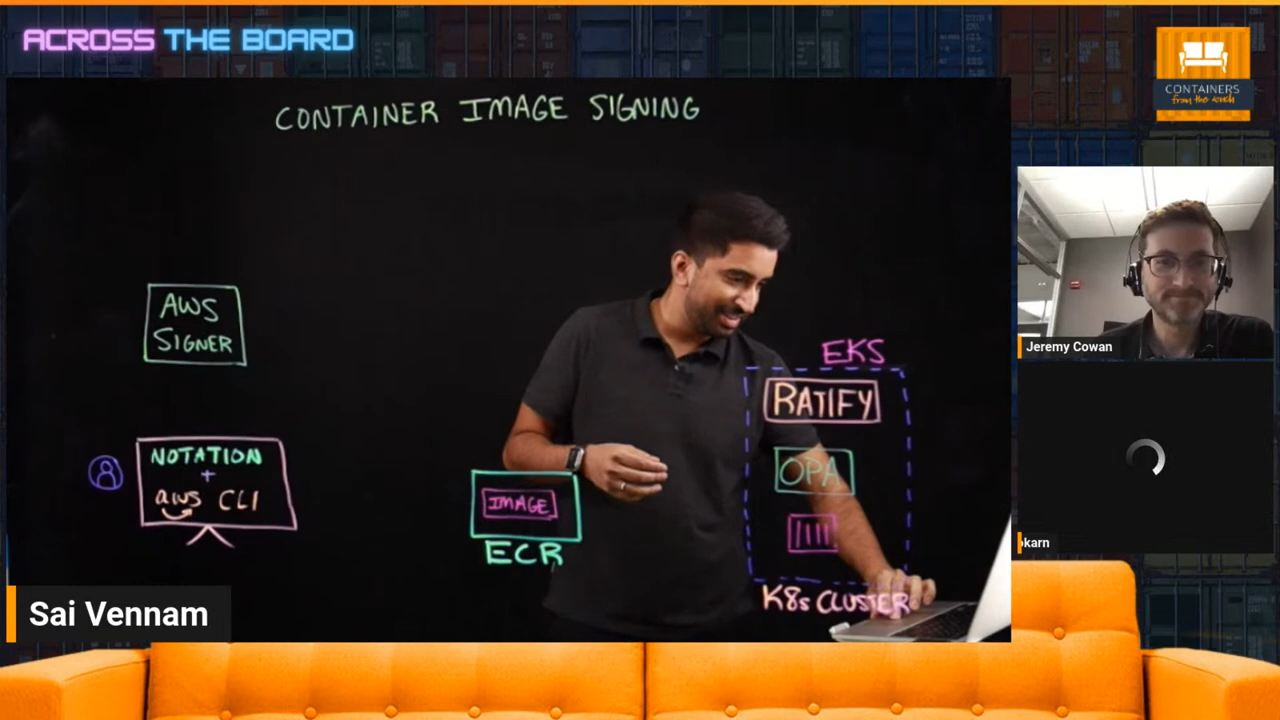 ACROSS THE BOARD
CONTAINERS
from the couch
CONTAINER IMAGE SIGNING
AWS
SIGNER
NOTATION
+
aws CLI
IMAGE
ECR
EKS
RATIFY
OPA
K8s CLUSTER
Jeremy Cowan
karn
Sai Vennam